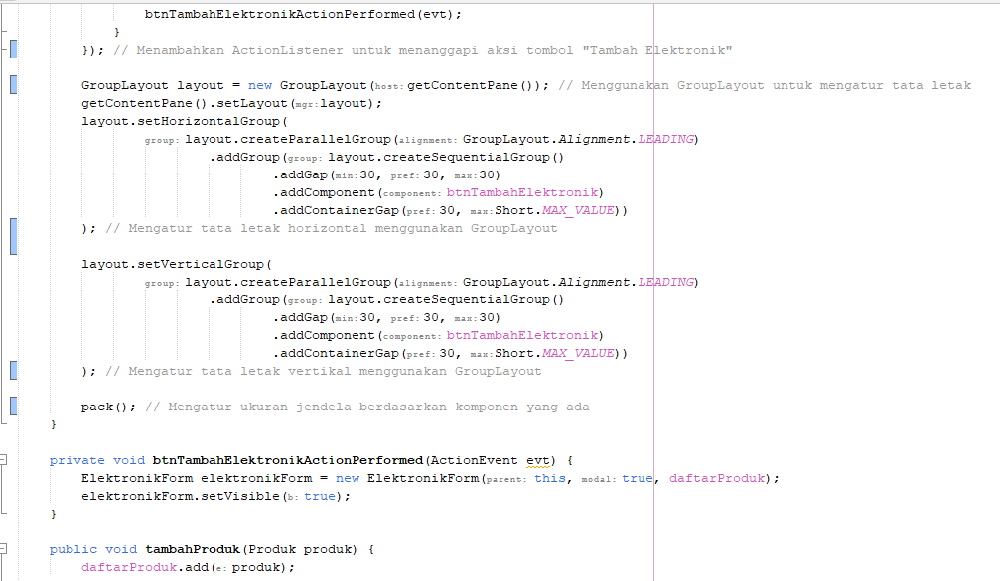 btnTambahElektronikActionPerformed(evt);
}
}); // Menambahkan ActionListener untuk menanggapi aksi tombol "Tambah Elektronik"
GroupLayout layout = new GroupLayout(host: getContentPane()); // Menggunakan GroupLayout untuk mengatur tata letak
getContentPane().setLayout(mgr: layout);
layout.setHorizontalGroup(
group: layout.createParallelGroup(alignment: GroupLayout.Alignment.LEADING)
.addGroup(group: layout.createSequentialGroup()
.addGap(min: 30, pref: 30, max: 30)
.addComponent(component: btnTambahElektronik)
.addContainerGap(pref: 30, max: Short.MAX_VALUE))
); // Mengatur tata letak horizontal menggunakan GroupLayout
layout.setVerticalGroup(
group: layout.createParallelGroup(alignment: GroupLayout.Alignment.LEADING)
.addGroup(group: layout.createSequentialGroup()
.addGap(min: 30, pref: 30, max: 30)
.addComponent(component: btnTambahElektronik)
.addContainerGap(pref: 30, max: Short.MAX_VALUE))
); // Mengatur tata letak vertikal menggunakan GroupLayout
pack(); // Mengatur ukuran jendela berdasarkan komponen yang ada
}
private void btnTambahElektronikActionPerformed(ActionEvent evt) {
ElektronikForm elektronikForm = new ElektronikForm(parent: this, modal: true, daftarProduk);
elektronikForm.setVisible(b: true);
}
public void tambahProduk(Produk produk) {
daftarProduk.add(e: produk);